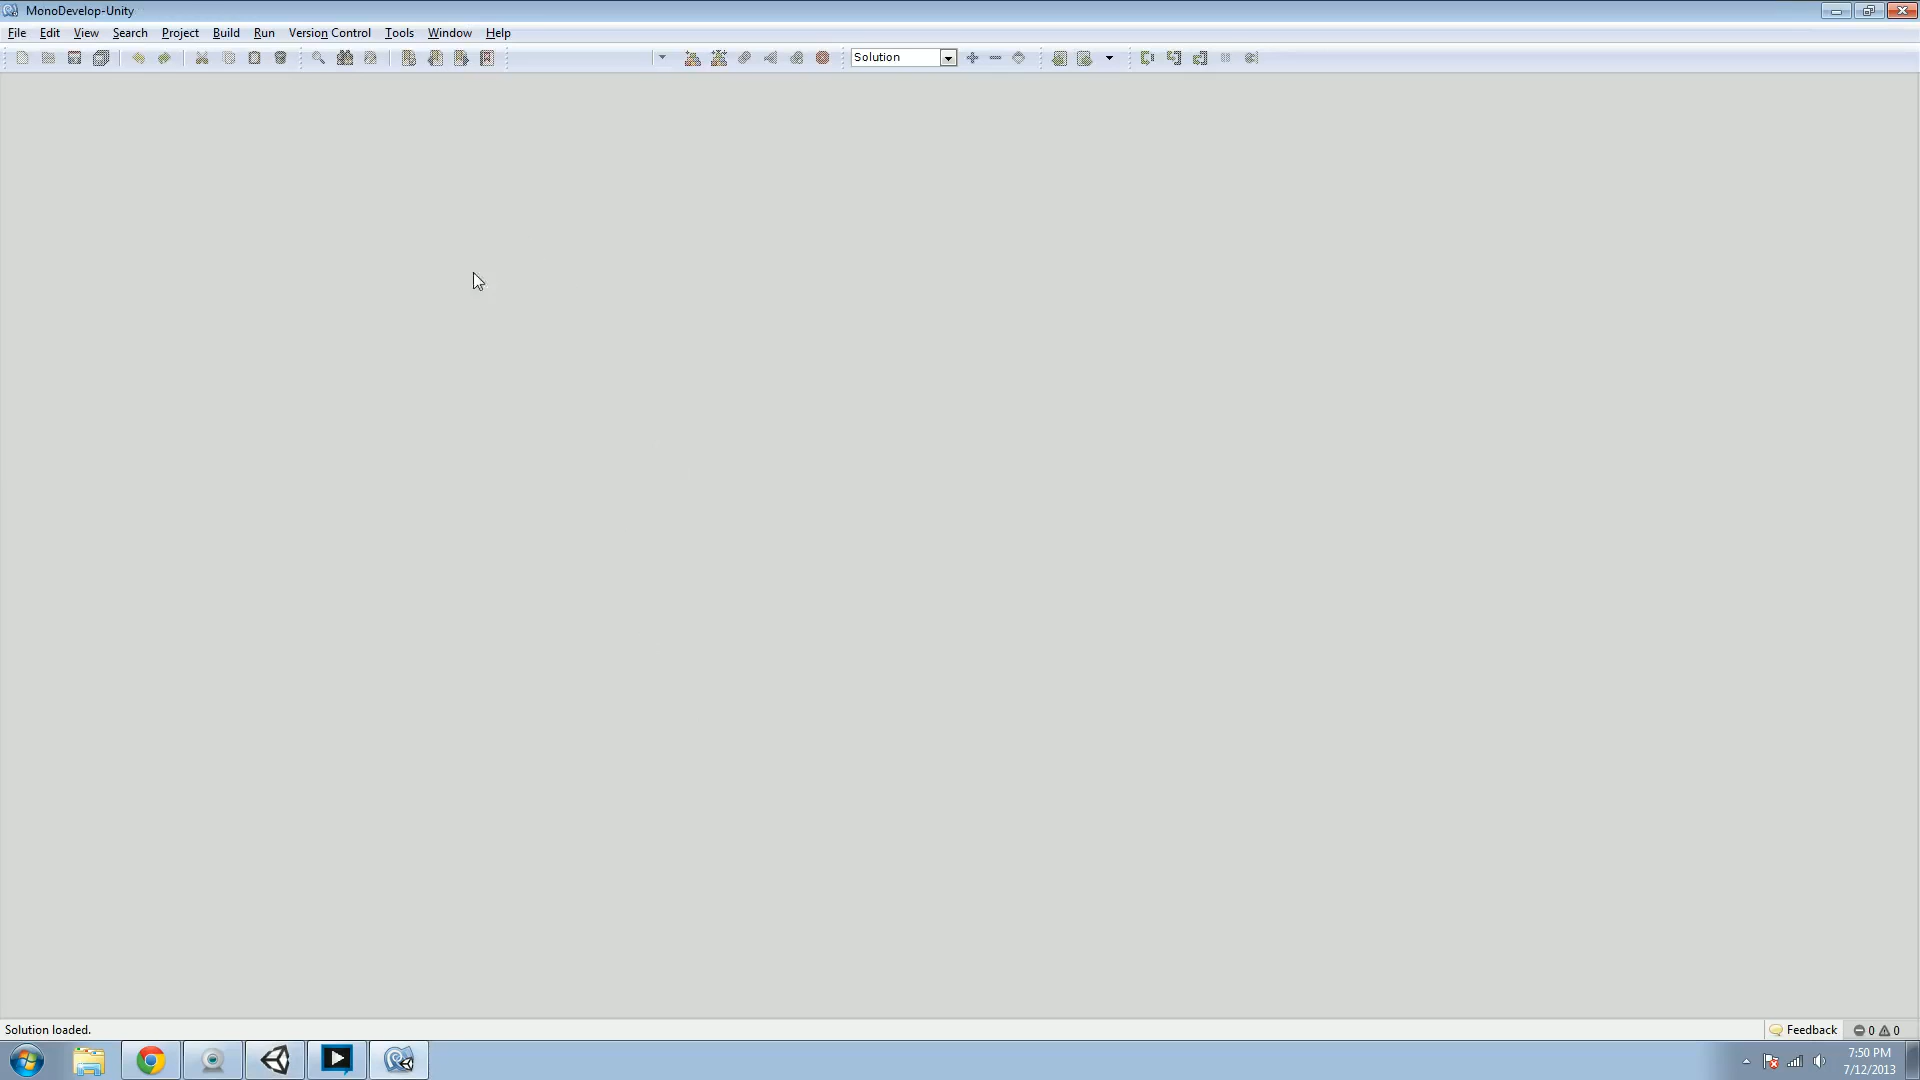 MonoDevelop-Unity
File Edit View Search Project Build Run Version Control Tools Window Help
Solution
Solution loaded.
Feedback 0 0
7:50 PM
7/12/2013